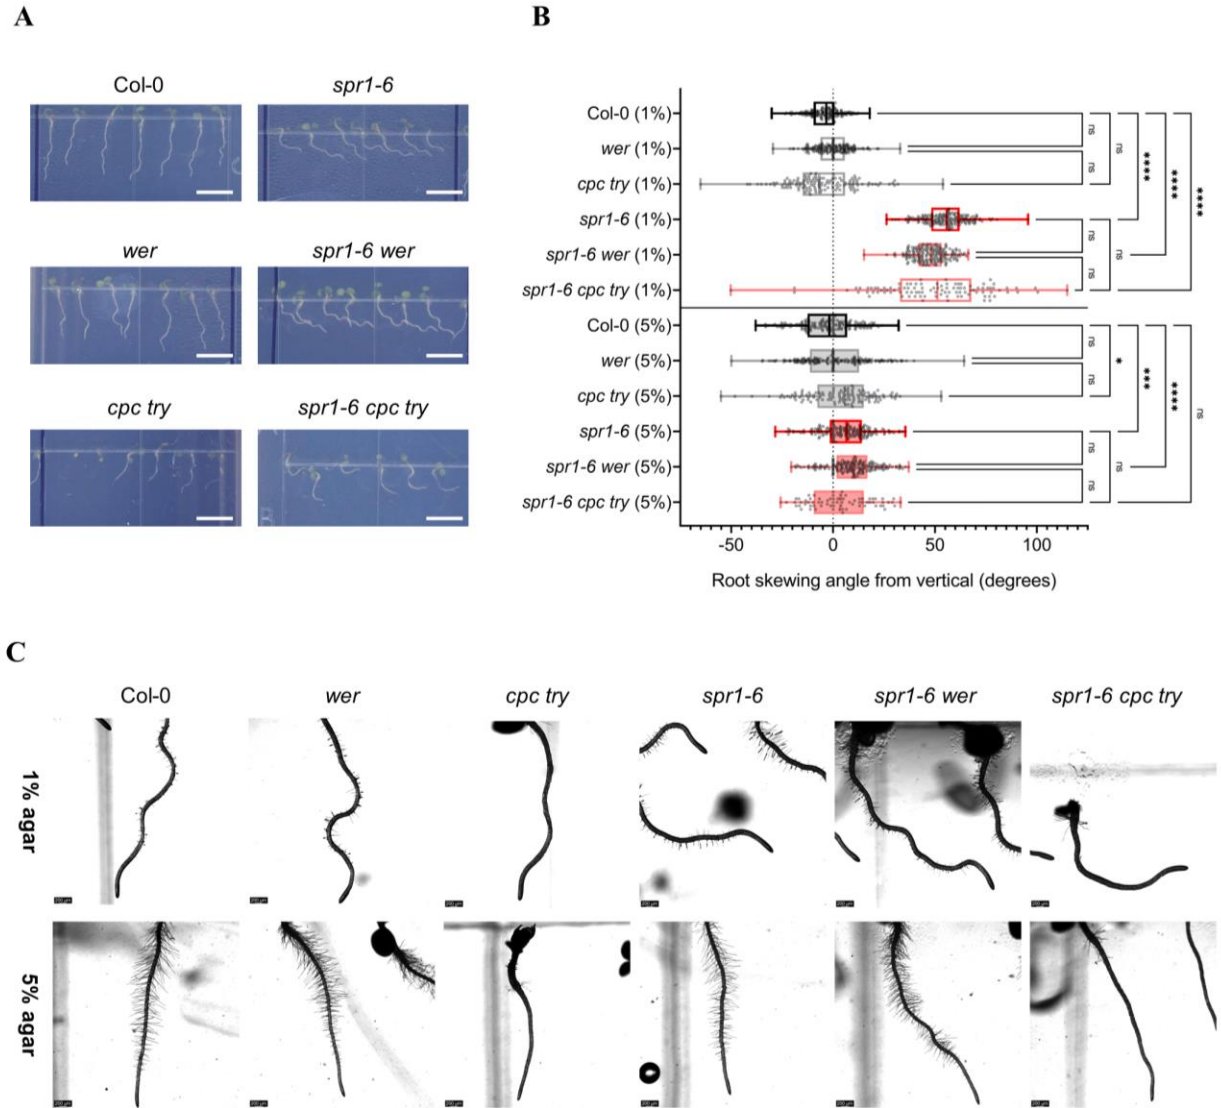 A
Col-0
spr1-6
wer
spr1-6 wer
cpc try
spr1-6 cpc try
B
Col-0 (1%)
wer (1%)
cpc try (1%)
spr1-6 (1%)
spr1-6 wer (1%)
spr1-6 cpc try (1%)
Col-0 (5%)
wer (5%)
cpc try (5%)
spr1-6 (5%)
spr1-6 wer (5%)
spr1-6 cpc try (5%)
ns
ns
ns
****
****
****
ns
ns
ns
ns
ns
ns
*
***
****
ns
ns
ns
ns
-50 0 50 100
Root skewing angle from vertical (degrees)
C
Col-0 wer cpc try spr1-6 spr1-6 wer spr1-6 cpc try
1% agar
5% agar